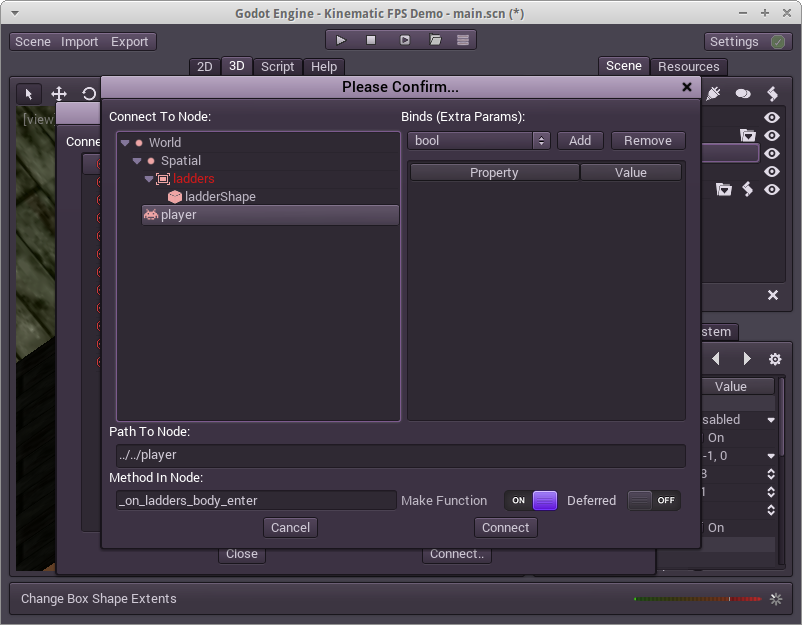 Godot Engine - Kinematic FPS Demo - main.scn (*)
Scene Import Export
Settings
2D 3D Script Help
Scene Resources
Please Confirm...
[view
Conne
Connect To Node:
Binds (Extra Params):
World
Spatial
ladders
ladderShape
player
bool
Add
Remove
Property
Value
stem
Value
sabled
On
-1, 0
8
1
On
Path To Node:
../../player
Method In Node:
_on_ladders_body_enter
Make Function
ON
Deferred
OFF
Cancel
Connect
Close
Connect..
Change Box Shape Extents